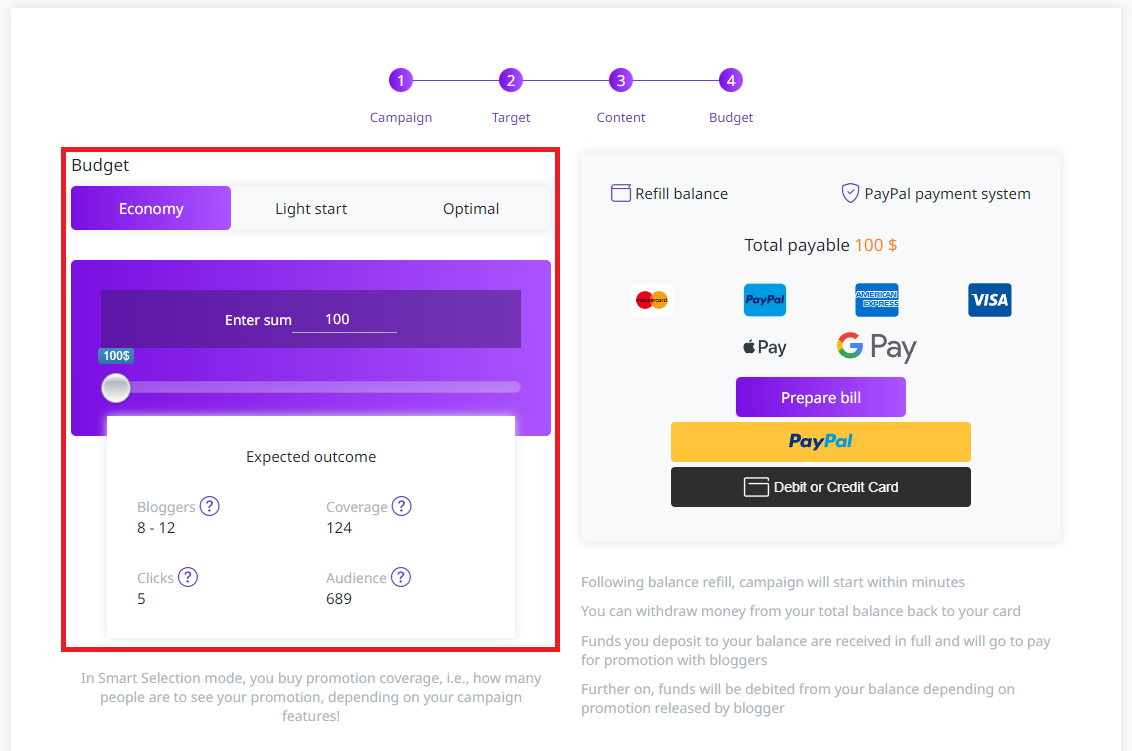 1 2 3 4
Campaign Target Content Budget
Budget
Economy Light start Optimal
Enter sum 100
100$
Expected outcome
Bloggers ? Coverage ?
8 - 12 124
Clicks ? Audience ?
5 689
In Smart Selection mode, you buy promotion coverage, i.e., how many
people are to see your promotion, depending on your campaign
features!
Refill balance PayPal payment system
Total payable 100 $
mastercard PayPal AMERICAN EXPRESS VISA
Pay G Pay
Prepare bill
PayPal
Debit or Credit Card
Following balance refill, campaign will start within minutes
You can withdraw money from your total balance back to your card
Funds you deposit to your balance are received in full and will go to pay
for promotion with bloggers
Further on, funds will be debited from your balance depending on
promotion released by blogger